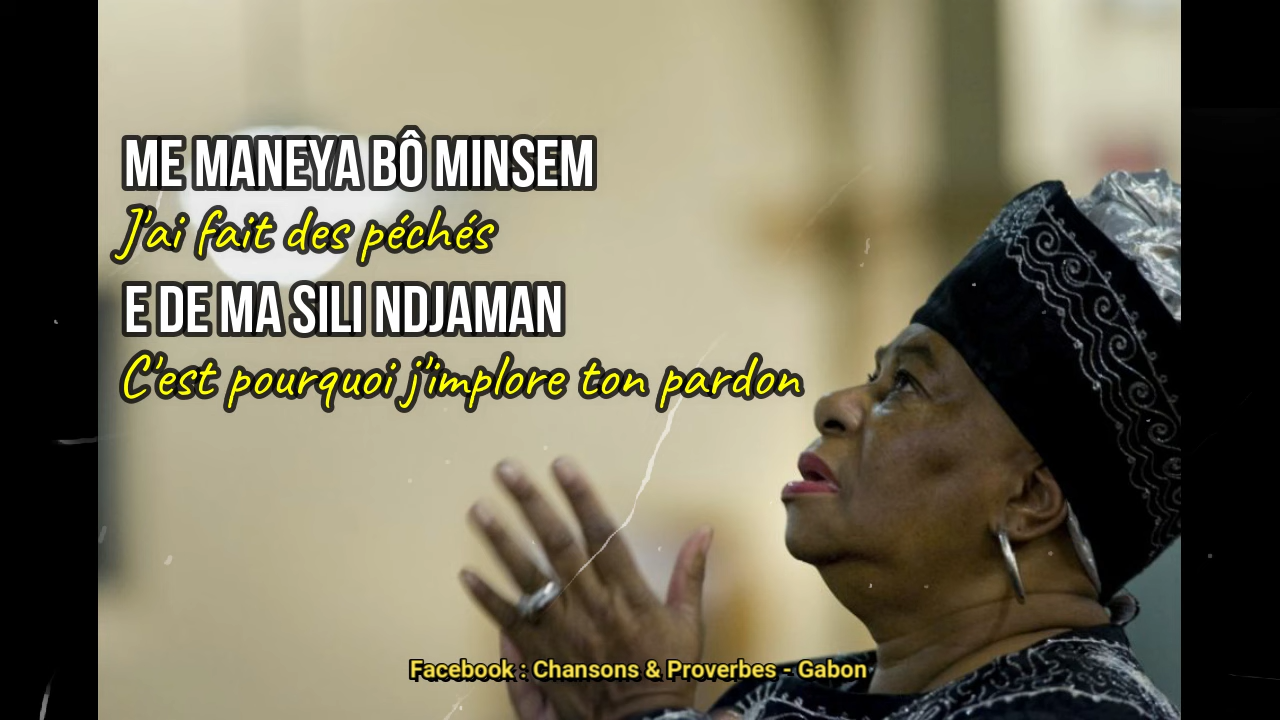 ME MANEYA BÔ MINSEM
J'ai fait des péchés
E DE MA SILI NDJAMAN
C'est pourquoi j'implore ton pardon
Facebook : Chansons & Proverbes - Gabon